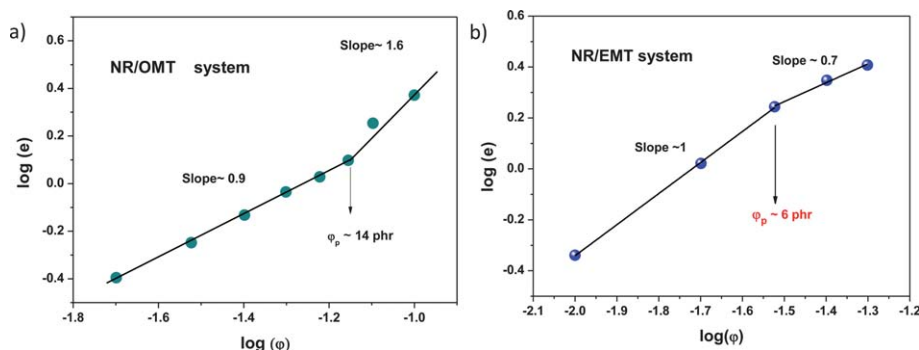 a)
NR/OMT system
Slope~ 1.6
Slope~ 0.9
φp ~ 14 phr
log (e)
0.6
0.4
0.2
0.0
-0.2
-0.4
-1.8 -1.6 -1.4 -1.2 -1.0
log (φ)
b)
NR/EMT system
Slope ~ 0.7
Slope ~1
φp ~ 6 phr
log (e)
0.6
0.4
0.0
-0.4
-2.1 -2.0 -1.9 -1.8 -1.7 -1.6 -1.5 -1.4 -1.3 -1.2
log(φ)